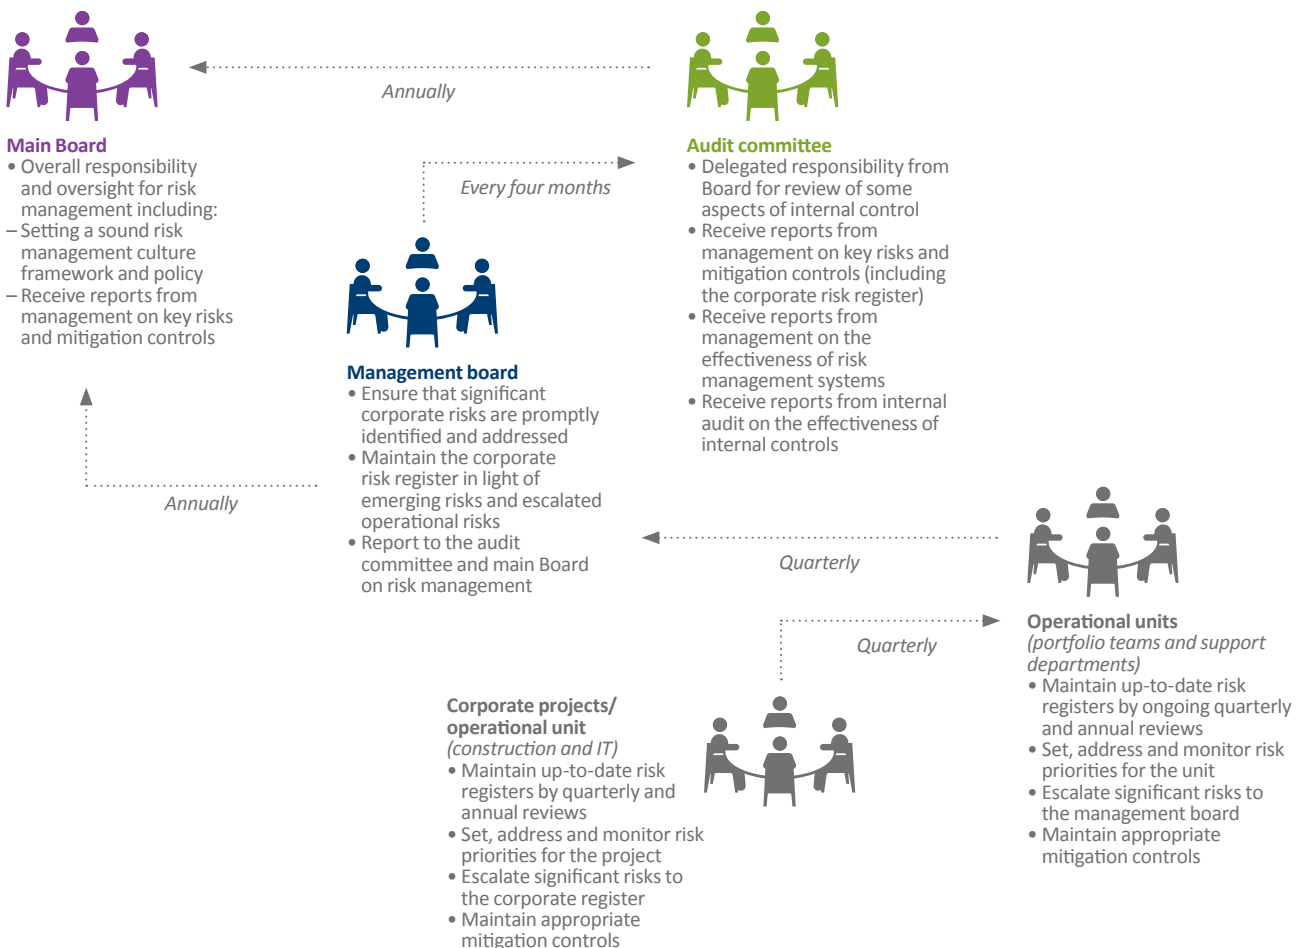 Annually
Main Board
• Overall responsibility
and oversight for risk
management including:
– Setting a sound risk
management culture
framework and policy
– Receive reports from
management on key risks
and mitigation controls
Every four months
Audit committee
• Delegated responsibility from
Board for review of some
aspects of internal control
• Receive reports from
management on key risks and
mitigation controls (including
the corporate risk register)
• Receive reports from
management on the
effectiveness of risk
management systems
• Receive reports from internal
audit on the effectiveness of
internal controls
Management board
• Ensure that significant
corporate risks are promptly
identified and addressed
• Maintain the corporate
risk register in light of
emerging risks and escalated
operational risks
• Report to the audit
committee and main Board
on risk management
Annually
Quarterly
Quarterly
Operational units
(portfolio teams and support
departments)
• Maintain up-to-date risk
registers by ongoing quarterly
and annual reviews
• Set, address and monitor risk
priorities for the unit
• Escalate significant risks to
the management board
• Maintain appropriate
mitigation controls
Corporate projects/
operational unit
(construction and IT)
• Maintain up-to-date risk
registers by quarterly and
annual reviews
• Set, address and monitor risk
priorities for the project
• Escalate significant risks to
the corporate register
• Maintain appropriate
mitigation controls